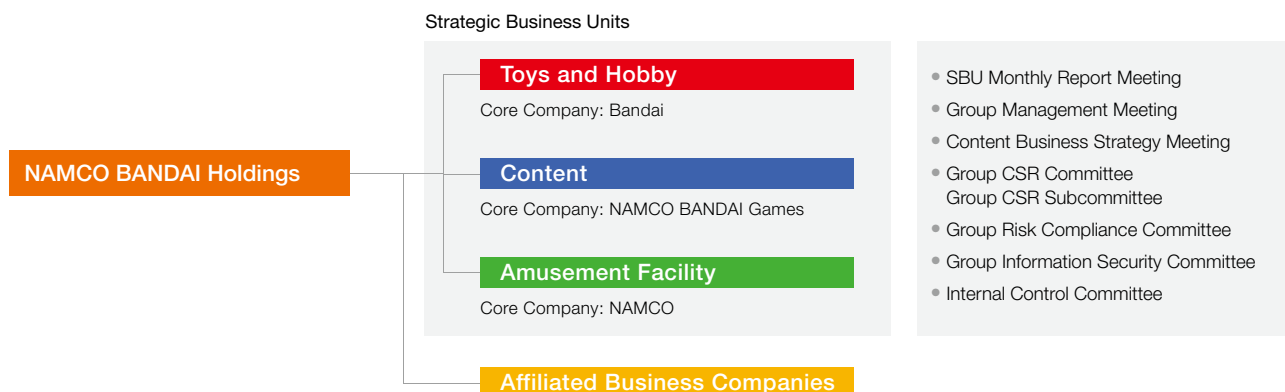 Strategic Business Units
Toys and Hobby
Core Company: Bandai
NAMCO BANDAI Holdings
Content
Core Company: NAMCO BANDAI Games
Amusement Facility
Core Company: NAMCO
Affiliated Business Companies
• SBU Monthly Report Meeting
• Group Management Meeting
• Content Business Strategy Meeting
• Group CSR Committee
Group CSR Subcommittee
• Group Risk Compliance Committee
• Group Information Security Committee
• Internal Control Committee